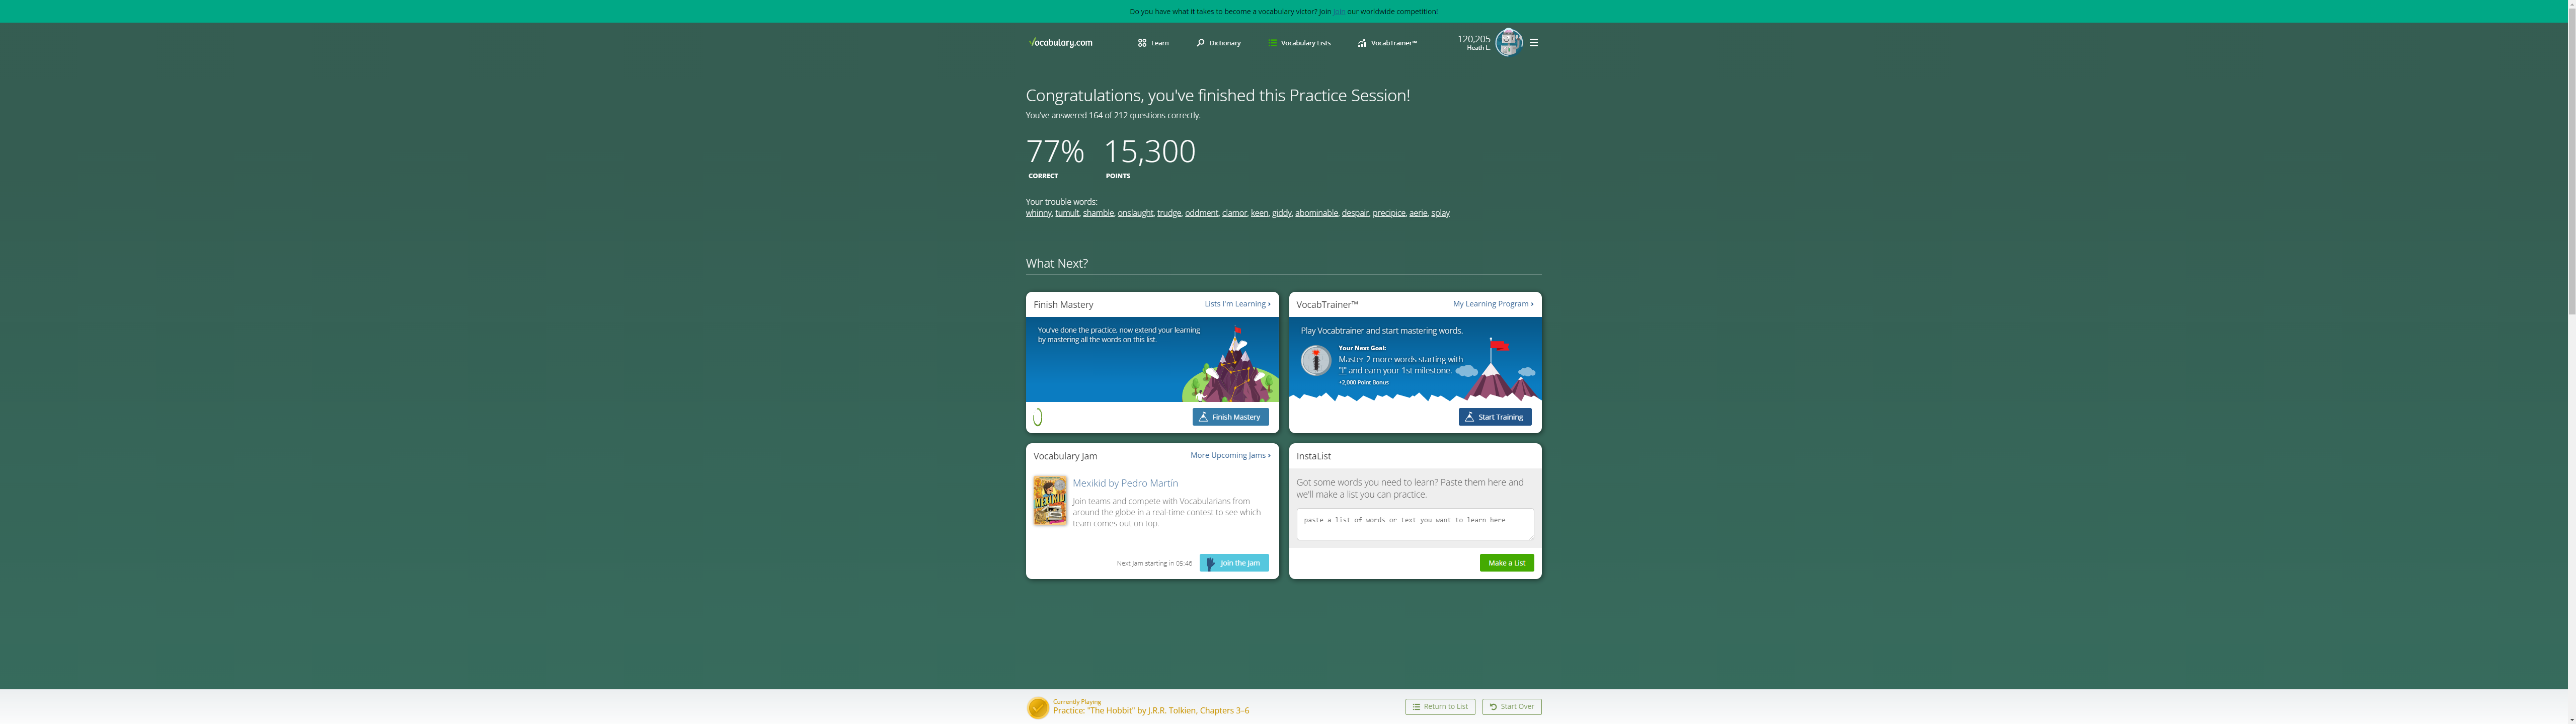 Do you have what it takes to become a vocabulary victor? Join Join our worldwide competition!
Vocabulary.com
Learn
Dictionary
Vocabulary Lists
VocabTrainer™
120,205
Heath L.
Congratulations, you've finished this Practice Session!
You've answered 164 of 212 questions correctly.
77% 15,300
CORRECT POINTS
Your trouble words:
whinny, tumult, shamble, onslaught, trudge, oddment, clamor, keen, giddy, abominable, despair, precipice, aerie, splay
What Next?
Finish Mastery
Lists I'm Learning
You've done the practice, now extend your learning
by mastering all the words on this list.
Finish Mastery
VocabTrainer™
My Learning Program
Play Vocabtrainer and start mastering words.
Your Next Goal:
Master 2 more words starting with
"I" and earn your 1st milestone.
+2,000 Point Bonus
Start Training
Vocabulary Jam
More Upcoming Jams
MEXIKID
Mexikid by Pedro Martín
Join teams and compete with Vocabularians from
around the globe in a real-time contest to see which
team comes out on top.
Next Jam starting in 05:46
Join the Jam
InstaList
Got some words you need to learn? Paste them here and
we'll make a list you can practice.
paste a list of words or text you want to learn here
Make a List
Currently Playing
Practice: "The Hobbit" by J.R.R. Tolkien, Chapters 3–6
Return to List
Start Over